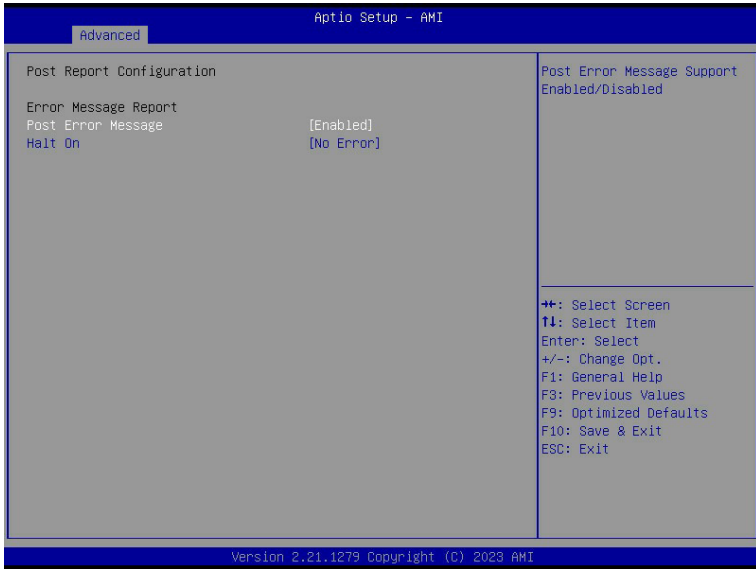 Aptio Setup – AMI
Advanced
Post Report Configuration
Error Message Report
Post Error Message [Enabled]
Halt On [No Error]
Post Error Message Support
Enabled/Disabled
→←: Select Screen
↑↓: Select Item
Enter: Select
+/-: Change Opt.
F1: General Help
F3: Previous Values
F9: Optimized Defaults
F10: Save & Exit
ESC: Exit
Version 2.21.1279 Copyright (C) 2023 AMI